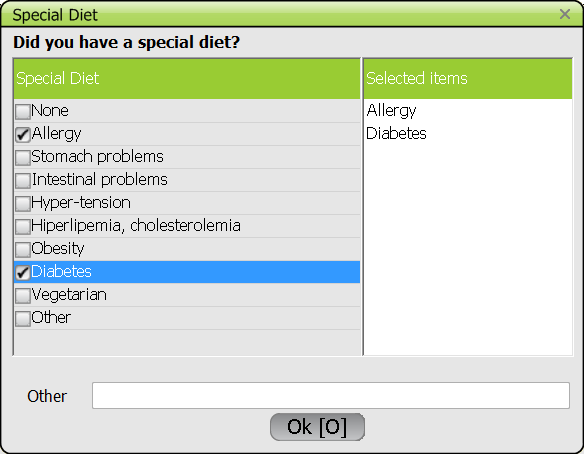 Special Diet
Did you have a special diet?
Special Diet
Selected items
None
Allergy
Stomach problems
Intestinal problems
Hyper-tension
Hiperlipemia, cholesterolemia
Obesity
Diabetes
Vegetarian
Other
Allergy
Diabetes
Other
Ok [O]